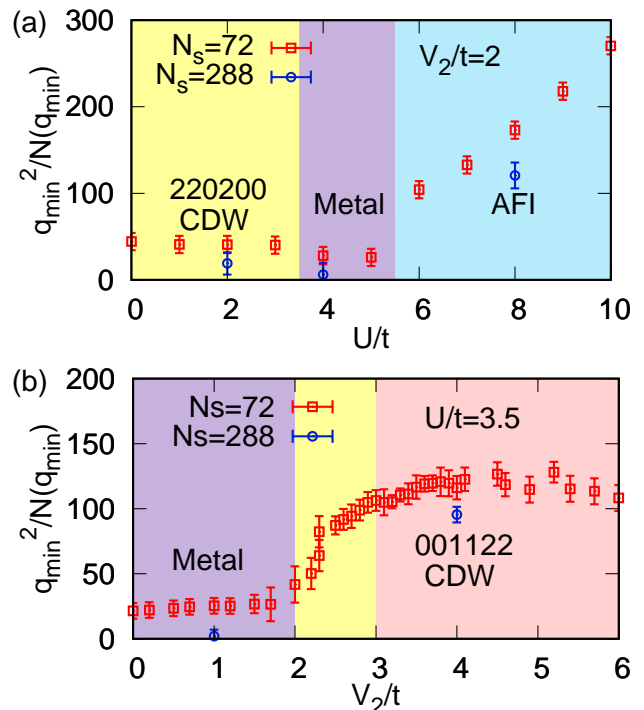 (a)
300
200
100
0
q_min^2/N(q_min)
N_s=72
N_s=288
V_2/t=2
220200
CDW
Metal
AFI
0 2 4 6 8 10
U/t
(b)
200
150
100
50
0
q_min^2/N(q_min)
Ns=72
Ns=288
U/t=3.5
Metal
001122
CDW
0 1 2 3 4 5 6
V_2/t